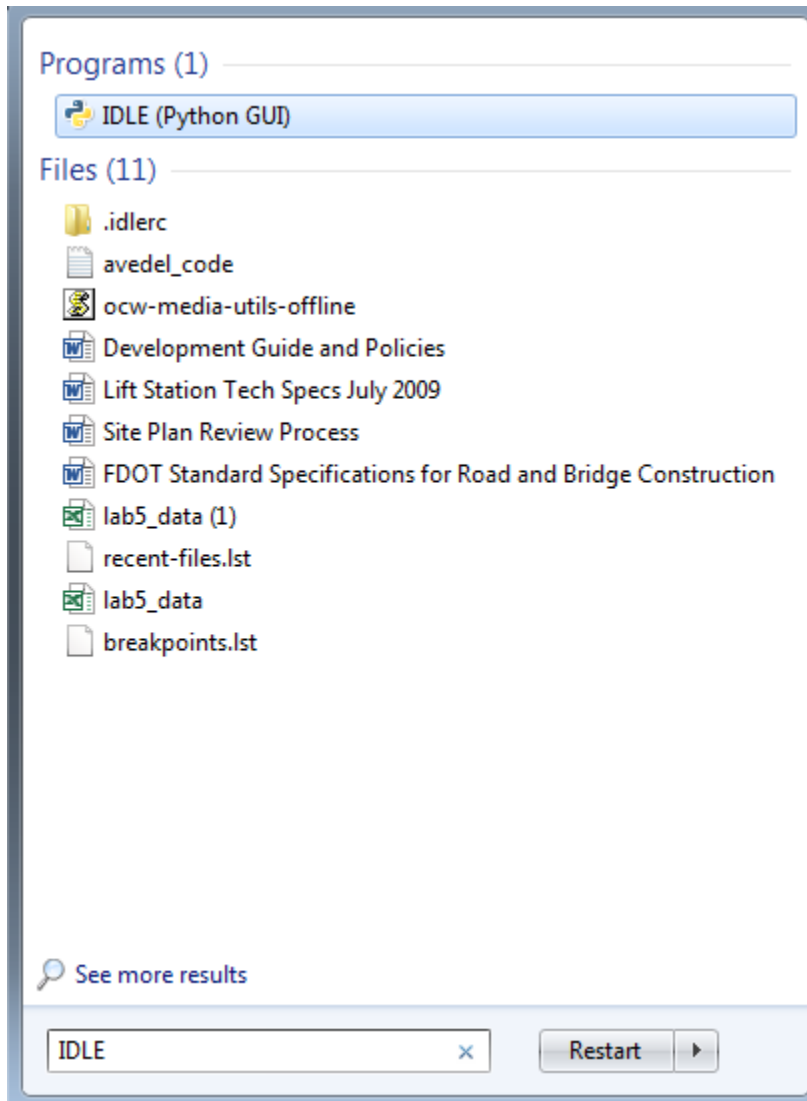 Programs (1)
IDLE (Python GUI)
Files (11)
.idlerc
avedel_code
ocw-media-utils-offline
Development Guide and Policies
Lift Station Tech Specs July 2009
Site Plan Review Process
FDOT Standard Specifications for Road and Bridge Construction
lab5_data (1)
recent-files.lst
lab5_data
breakpoints.lst
See more results
IDLE
Restart